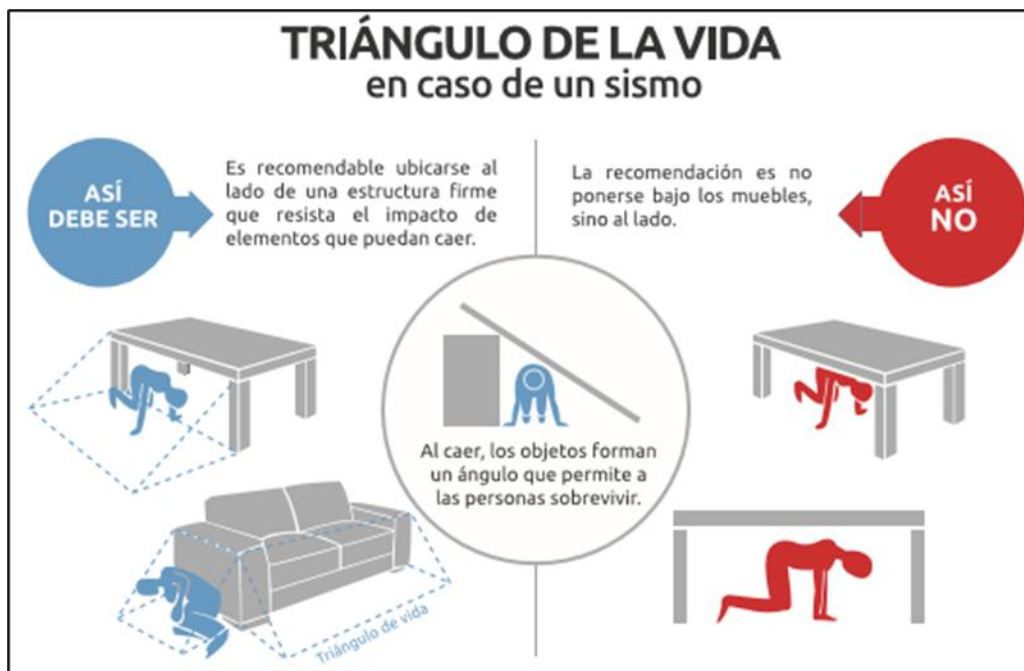 TRIÁNGULO DE LA VIDA
en caso de un sismo
ASÍ
DEBE SER
Es recomendable ubicarse al
lado de una estructura firme
que resista el impacto de
elementos que puedan caer.
La recomendación es no
ponerse bajo los muebles,
sino al lado.
ASÍ
NO
Al caer, los objetos forman
un ángulo que permite a
las personas sobrevivir.
Triángulo de vida